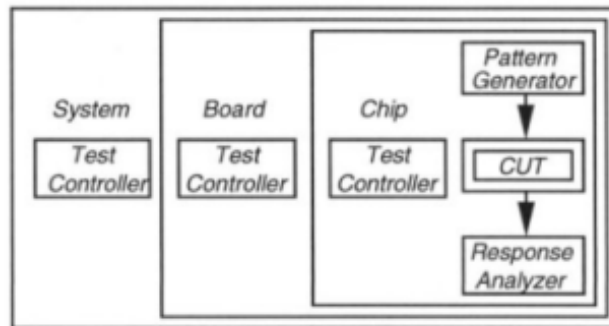 Pattern
Generator
System
Board
Chip
Test
Controller
Test
Controller
Test
Controller
CUT
Response
Analyzer